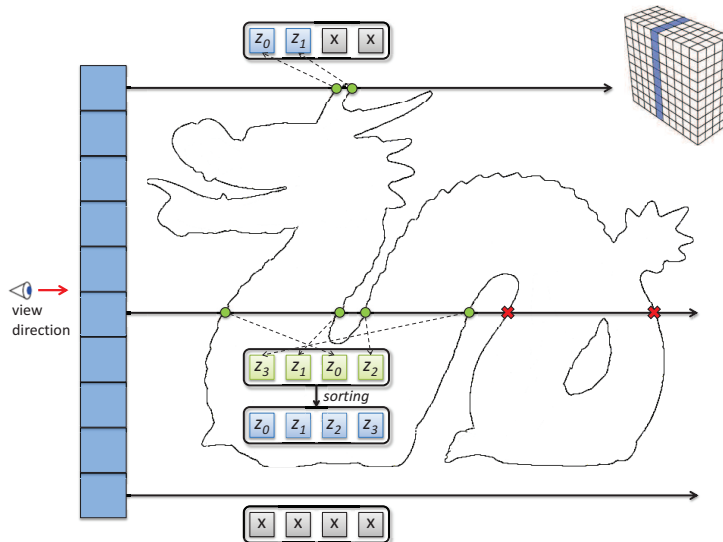 z0 z1 x x
view
direction
z3 z1 z0 z2
sorting
z0 z1 z2 z3
x x x x